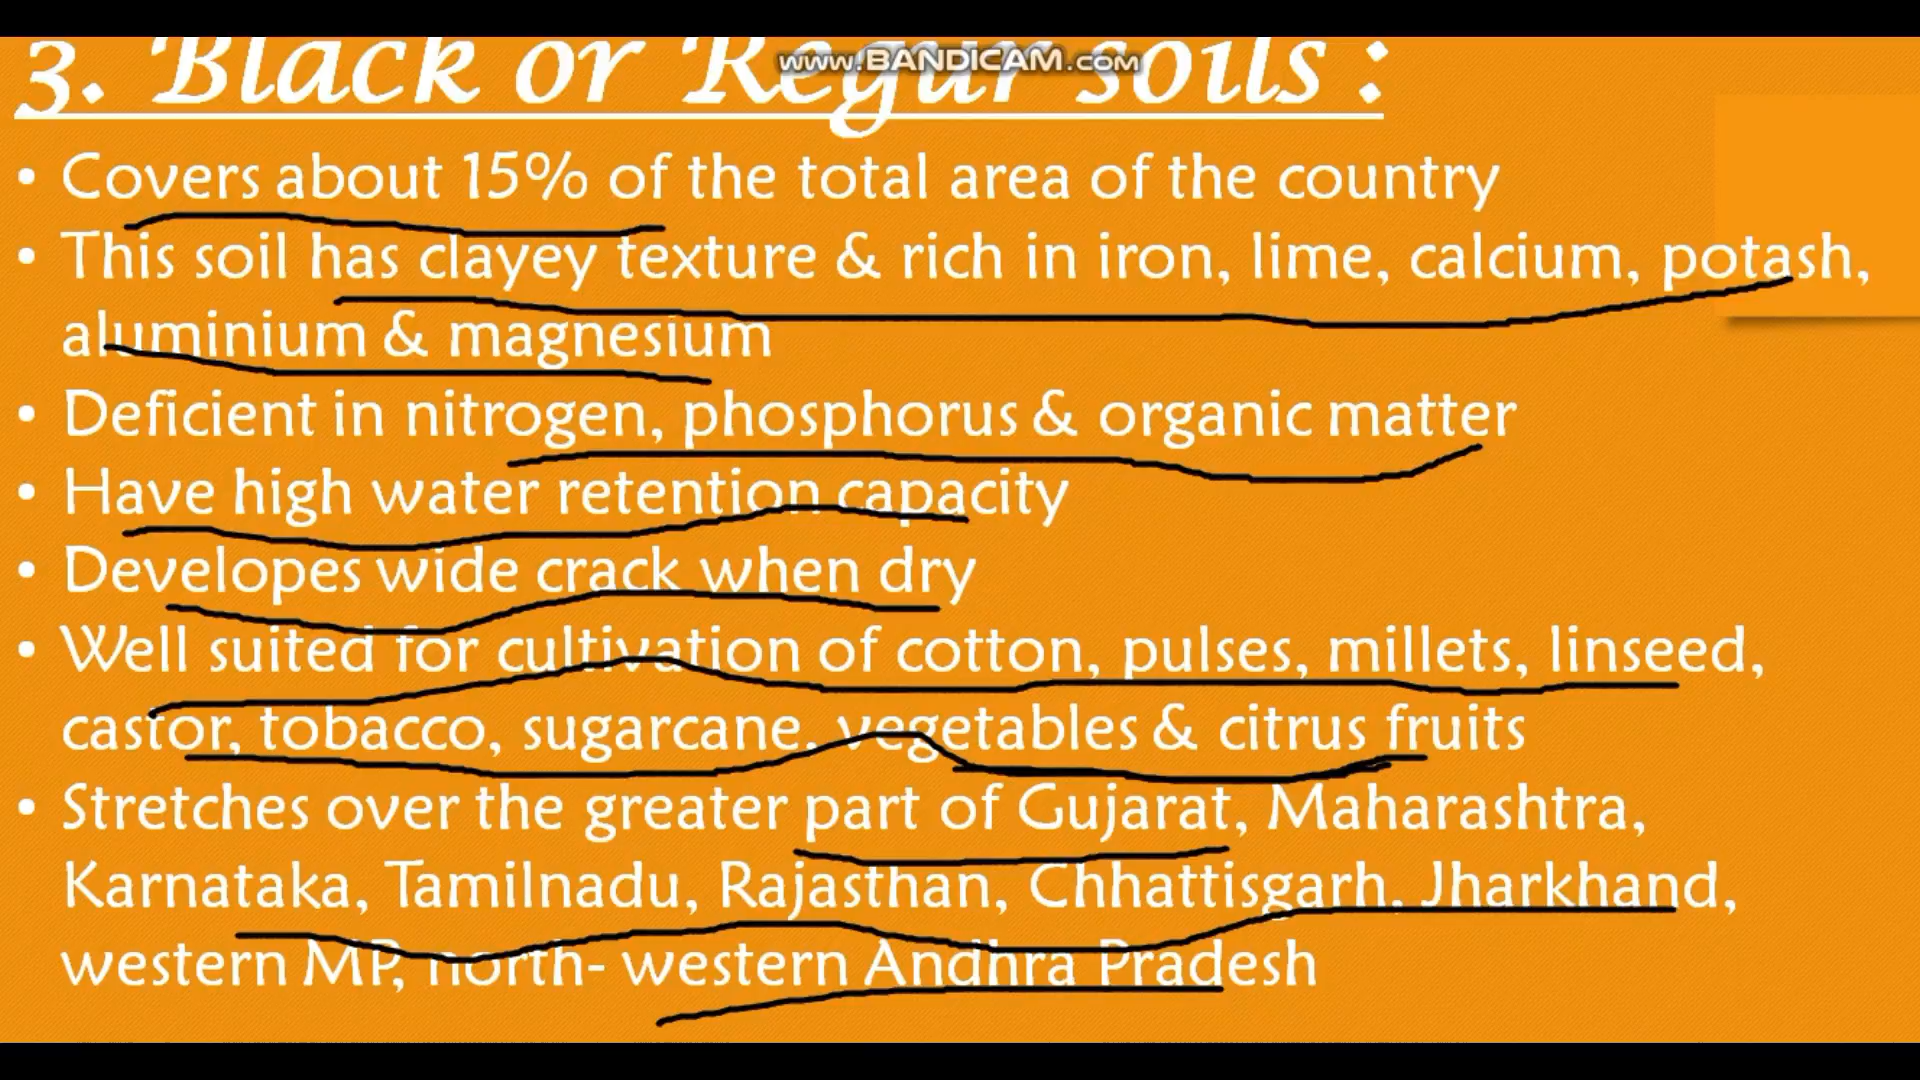 3. Black or Regur soils :
www.BANDICAM.com
• Covers about 15% of the total area of the country
• This soil has clayey texture & rich in iron, lime, calcium, potash,
aluminium & magnesium
• Deficient in nitrogen, phosphorus & organic matter
• Have high water retention capacity
• Developes wide crack when dry
• Well suited for cultivation of cotton, pulses, millets, linseed,
castor, tobacco, sugarcane, vegetables & citrus fruits
• Stretches over the greater part of Gujarat, Maharashtra,
Karnataka, Tamilnadu, Rajasthan, Chhattisgarh, Jharkhand,
western MP, north- western Andhra Pradesh